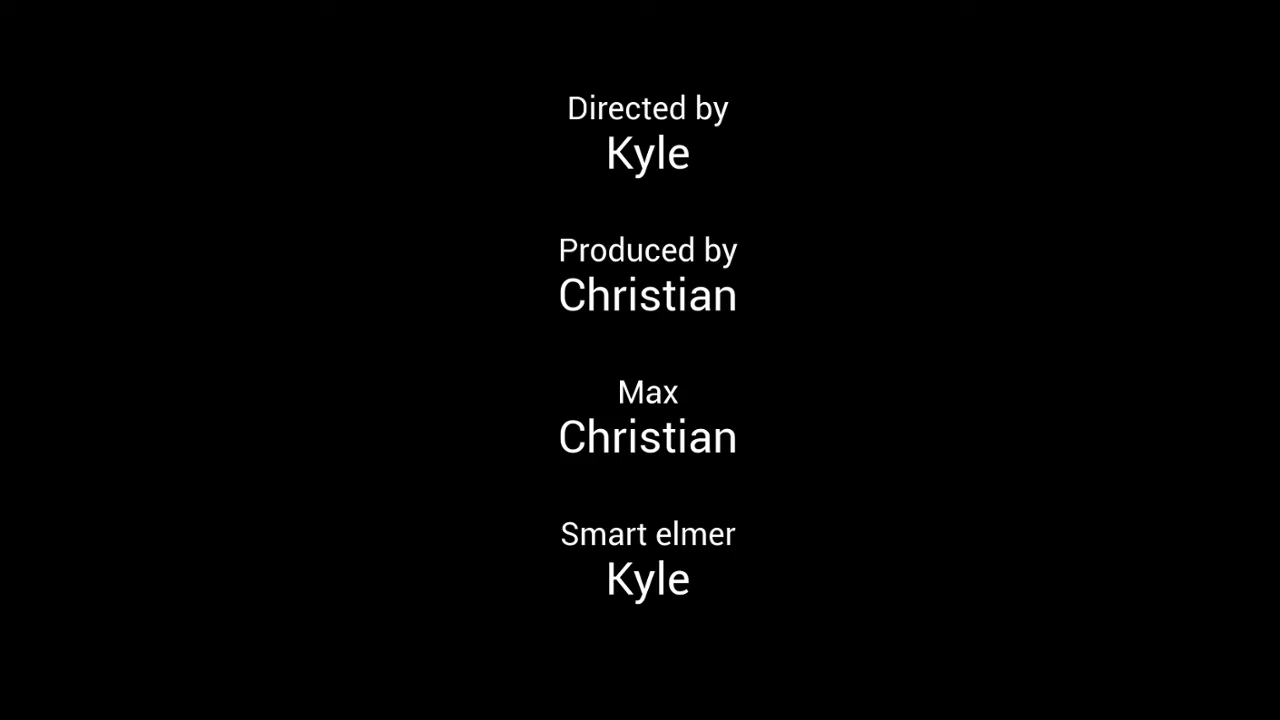 Directed by
Kyle
Produced by
Christian
Max
Christian
Smart elmer
Kyle